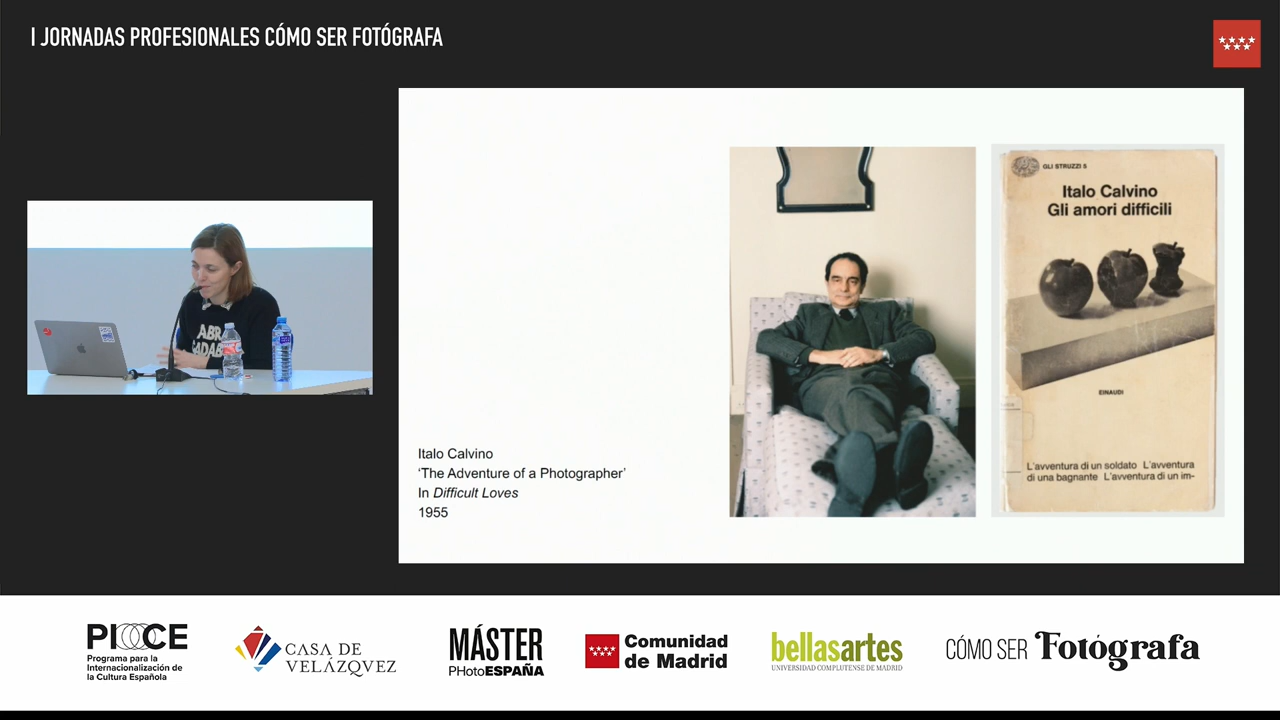 I JORNADAS PROFESIONALES CÓMO SER FOTÓGRAFA
ABRA
Italo Calvino
'The Adventure of a Photographer'
In Difficult Loves
1955
GLI STRUZZI 5
Italo Calvino
Gli amori difficili
EINAUDI
L'avventura di un soldato L'avventura
di una bagnante L'avventura di un im-
PICE
Programa para la
Internacionalización de
la Cultura Española
CASA DE
VELÁZQVEZ
MÁSTER
PHotoESPAÑA
Comunidad
de Madrid
bellasartes
UNIVERSIDAD COMPLUTENSE DE MADRID
CÓMO SER Fotógrafa